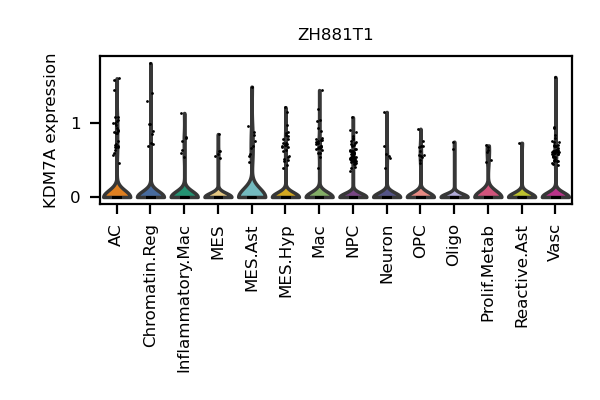 ZH881T1
KDM7A expression
1
0
AC
Chromatin.Reg
Inflammatory.Mac
MES
MES.Ast
MES.Hyp
Mac
NPC
Neuron
OPC
Oligo
Prolif.Metab
Reactive.Ast
Vasc